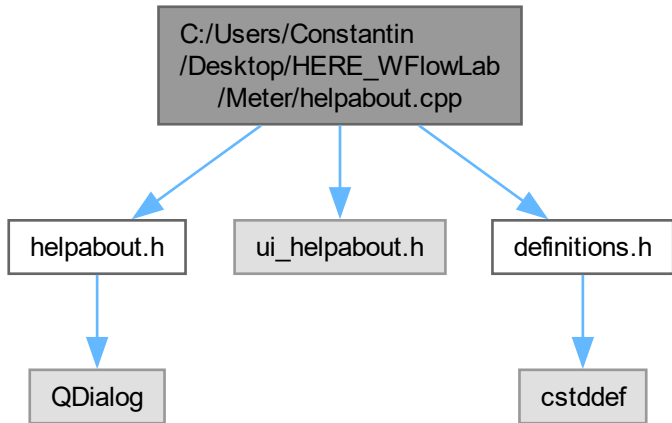 C:/Users/Constantin
/Desktop/HERE_WFlowLab
/Meter/helpabout.cpp
helpabout.h
ui_helpabout.h
definitions.h
QDialog
cstddef